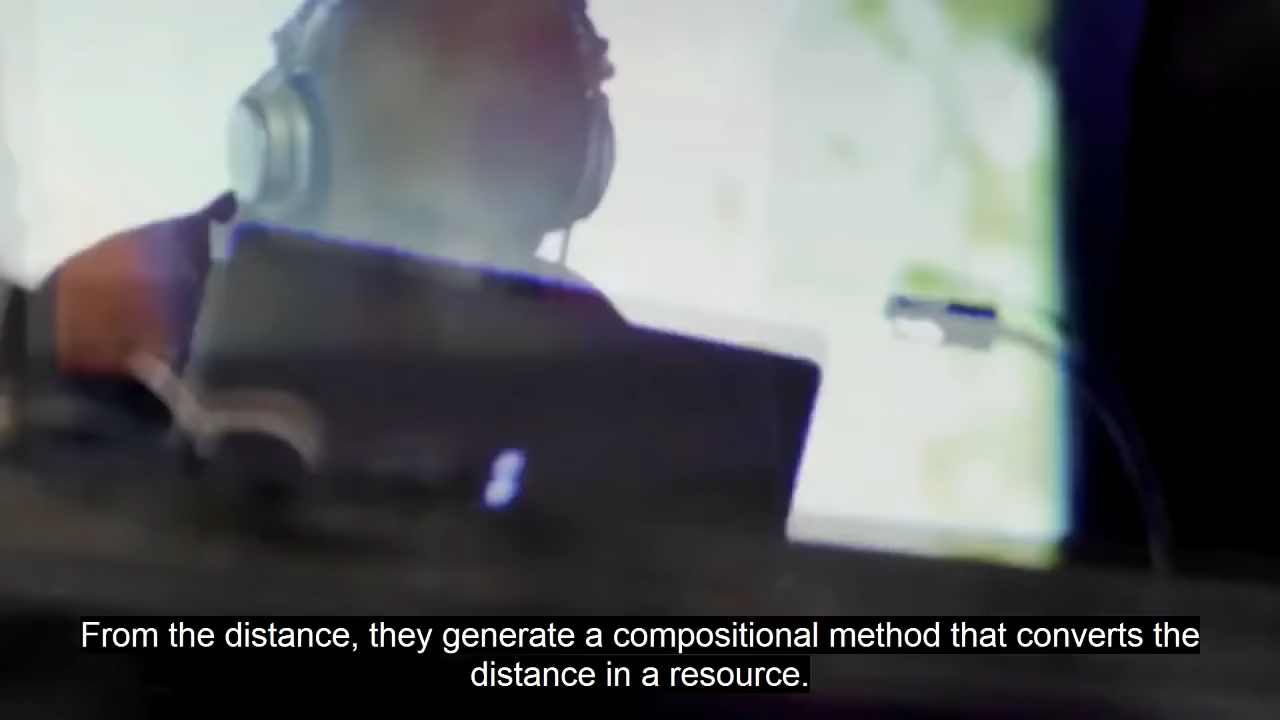 From the distance, they generate a compositional method that converts the
distance in a resource.